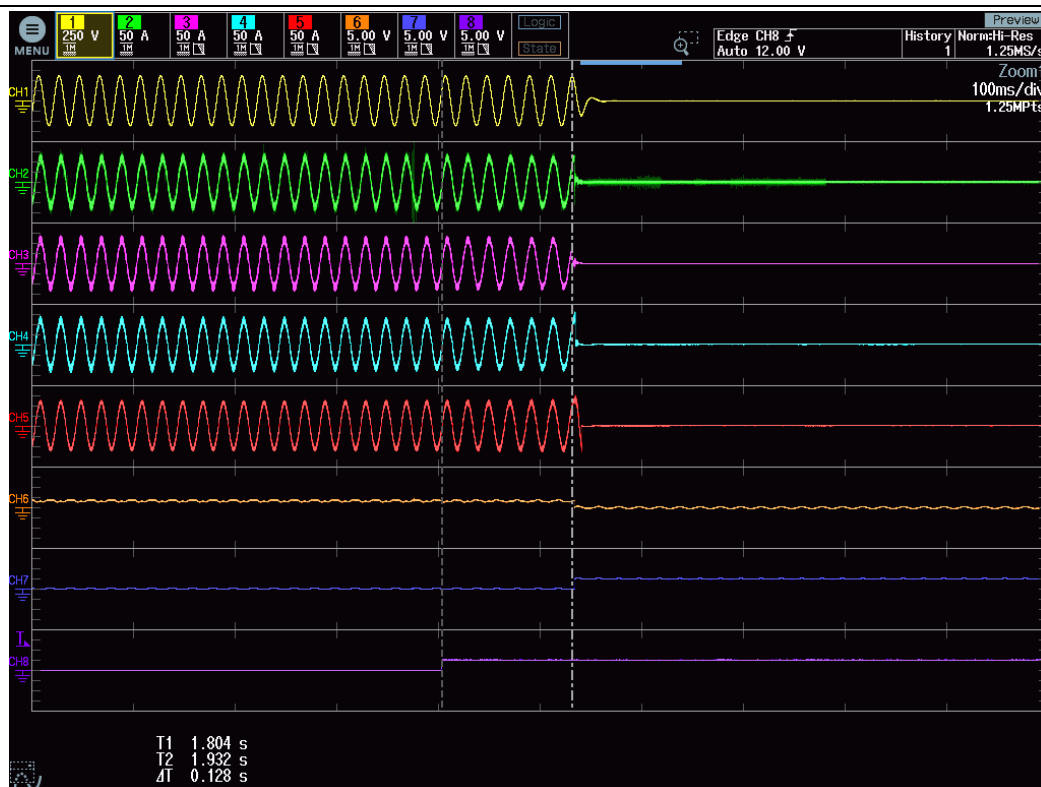 MENU
1 2 3 4 5 6 7 8 Logic
250 V 50 A 50 A 50 A 50 A 5.00 V 5.00 V 5.00 V State
1M 1M 1M 1M 1M 1M 1M 1M
Edge CH8
Auto 12.00 V
Preview
History Norm:Hi-Res
1 1.25MS/s
Zoom1
100ms/div
1.25MPts
CH1
CH2
CH3
CH4
CH5
CH6
CH7
T
CH8
T1 1.804 s
T2 1.932 s
ΔT 0.128 s